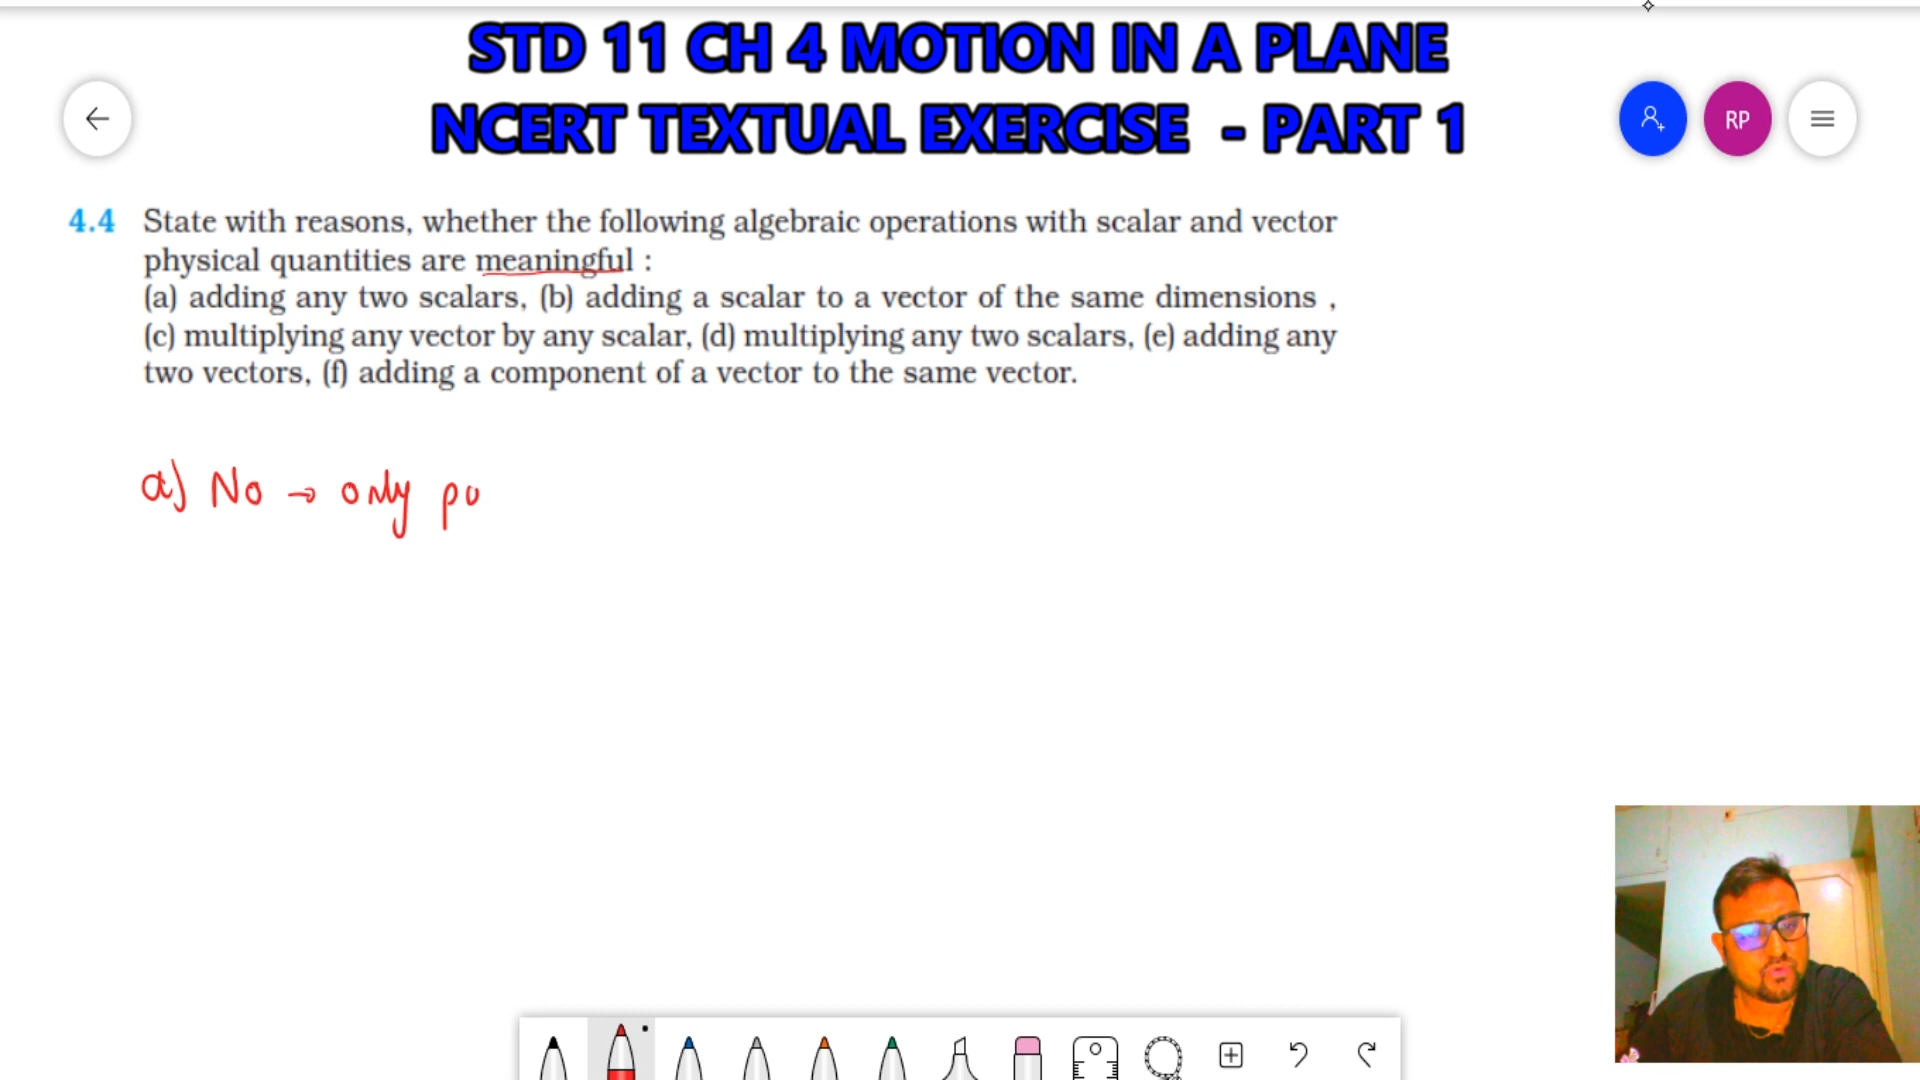 STD 11 CH 4 MOTION IN A PLANE
NCERT TEXTUAL EXERCISE - PART 1
RP
4.4 State with reasons, whether the following algebraic operations with scalar and vector
physical quantities are meaningful :
(a) adding any two scalars, (b) adding a scalar to a vector of the same dimensions ,
(c) multiplying any vector by any scalar, (d) multiplying any two scalars, (e) adding any
two vectors, (f) adding a component of a vector to the same vector.
a) No → only po